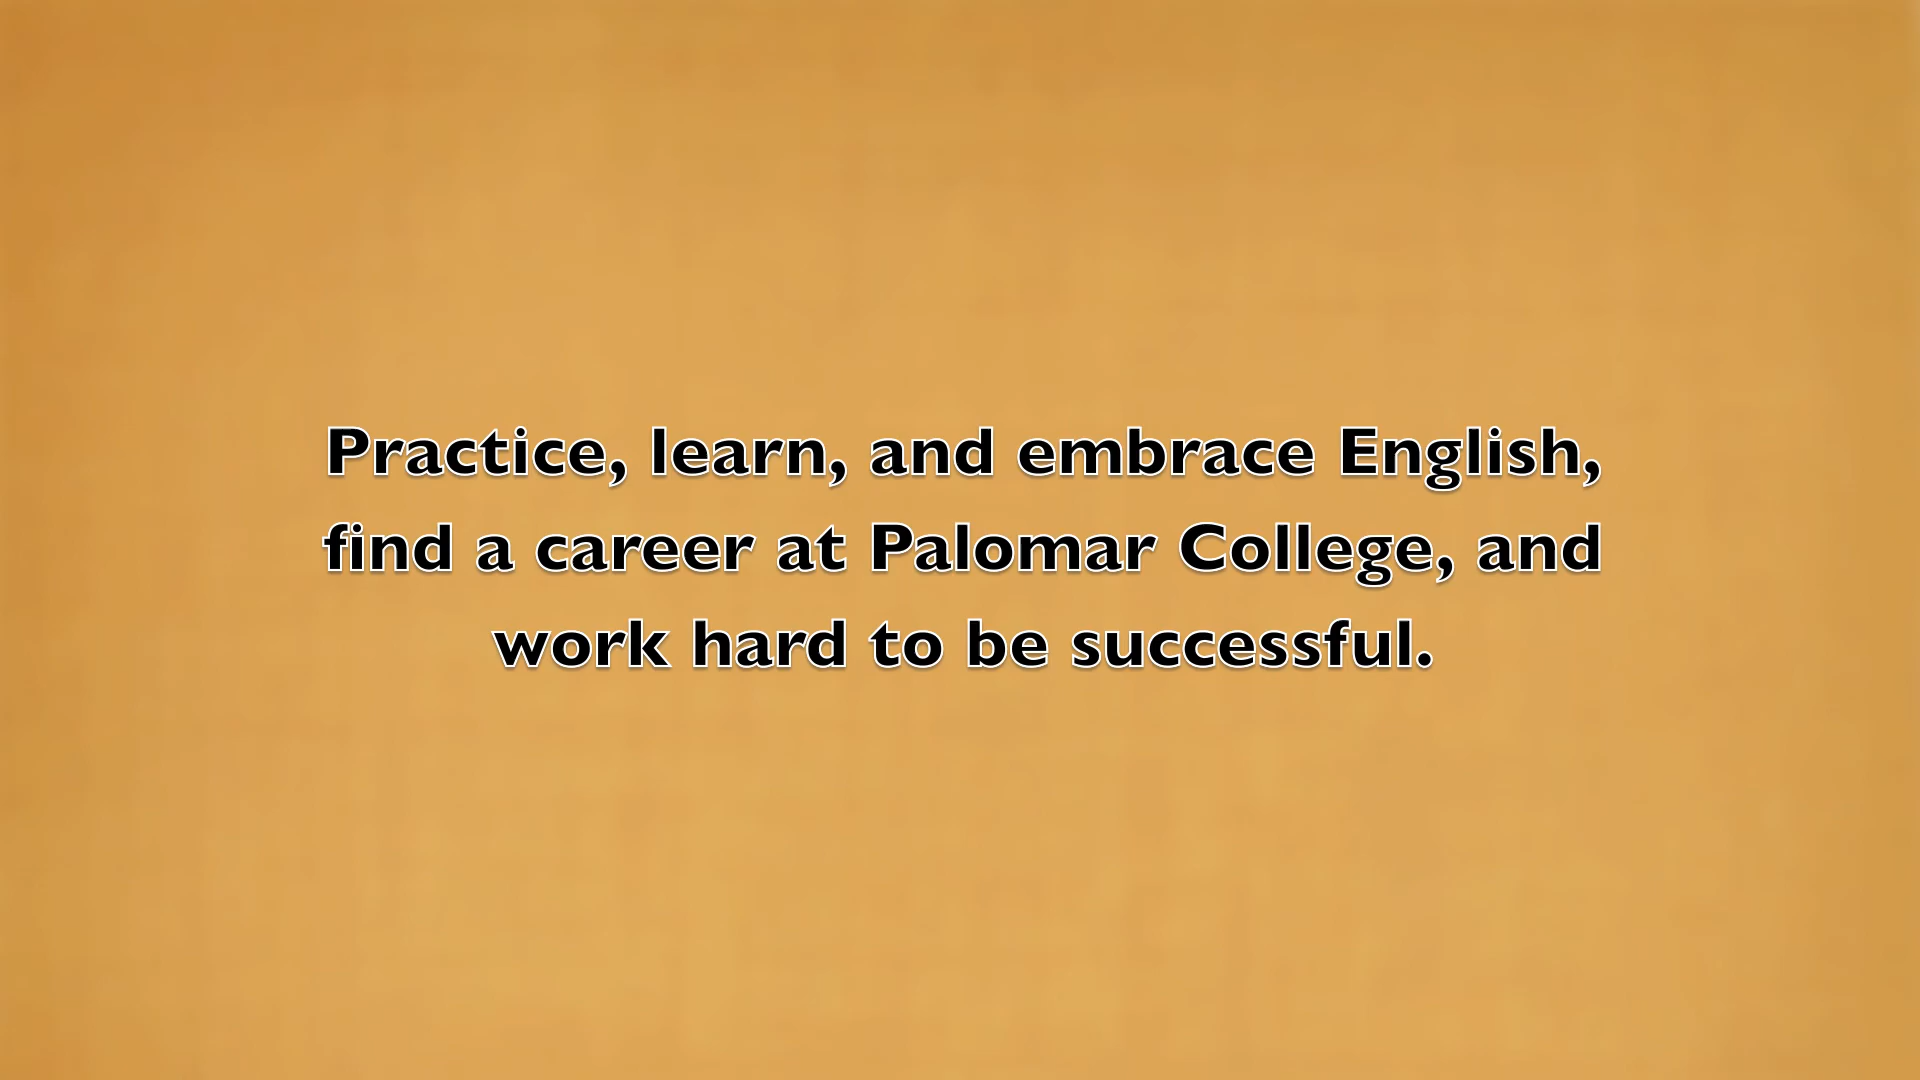 Practice, learn, and embrace English,
find a career at Palomar College, and
work hard to be successful.